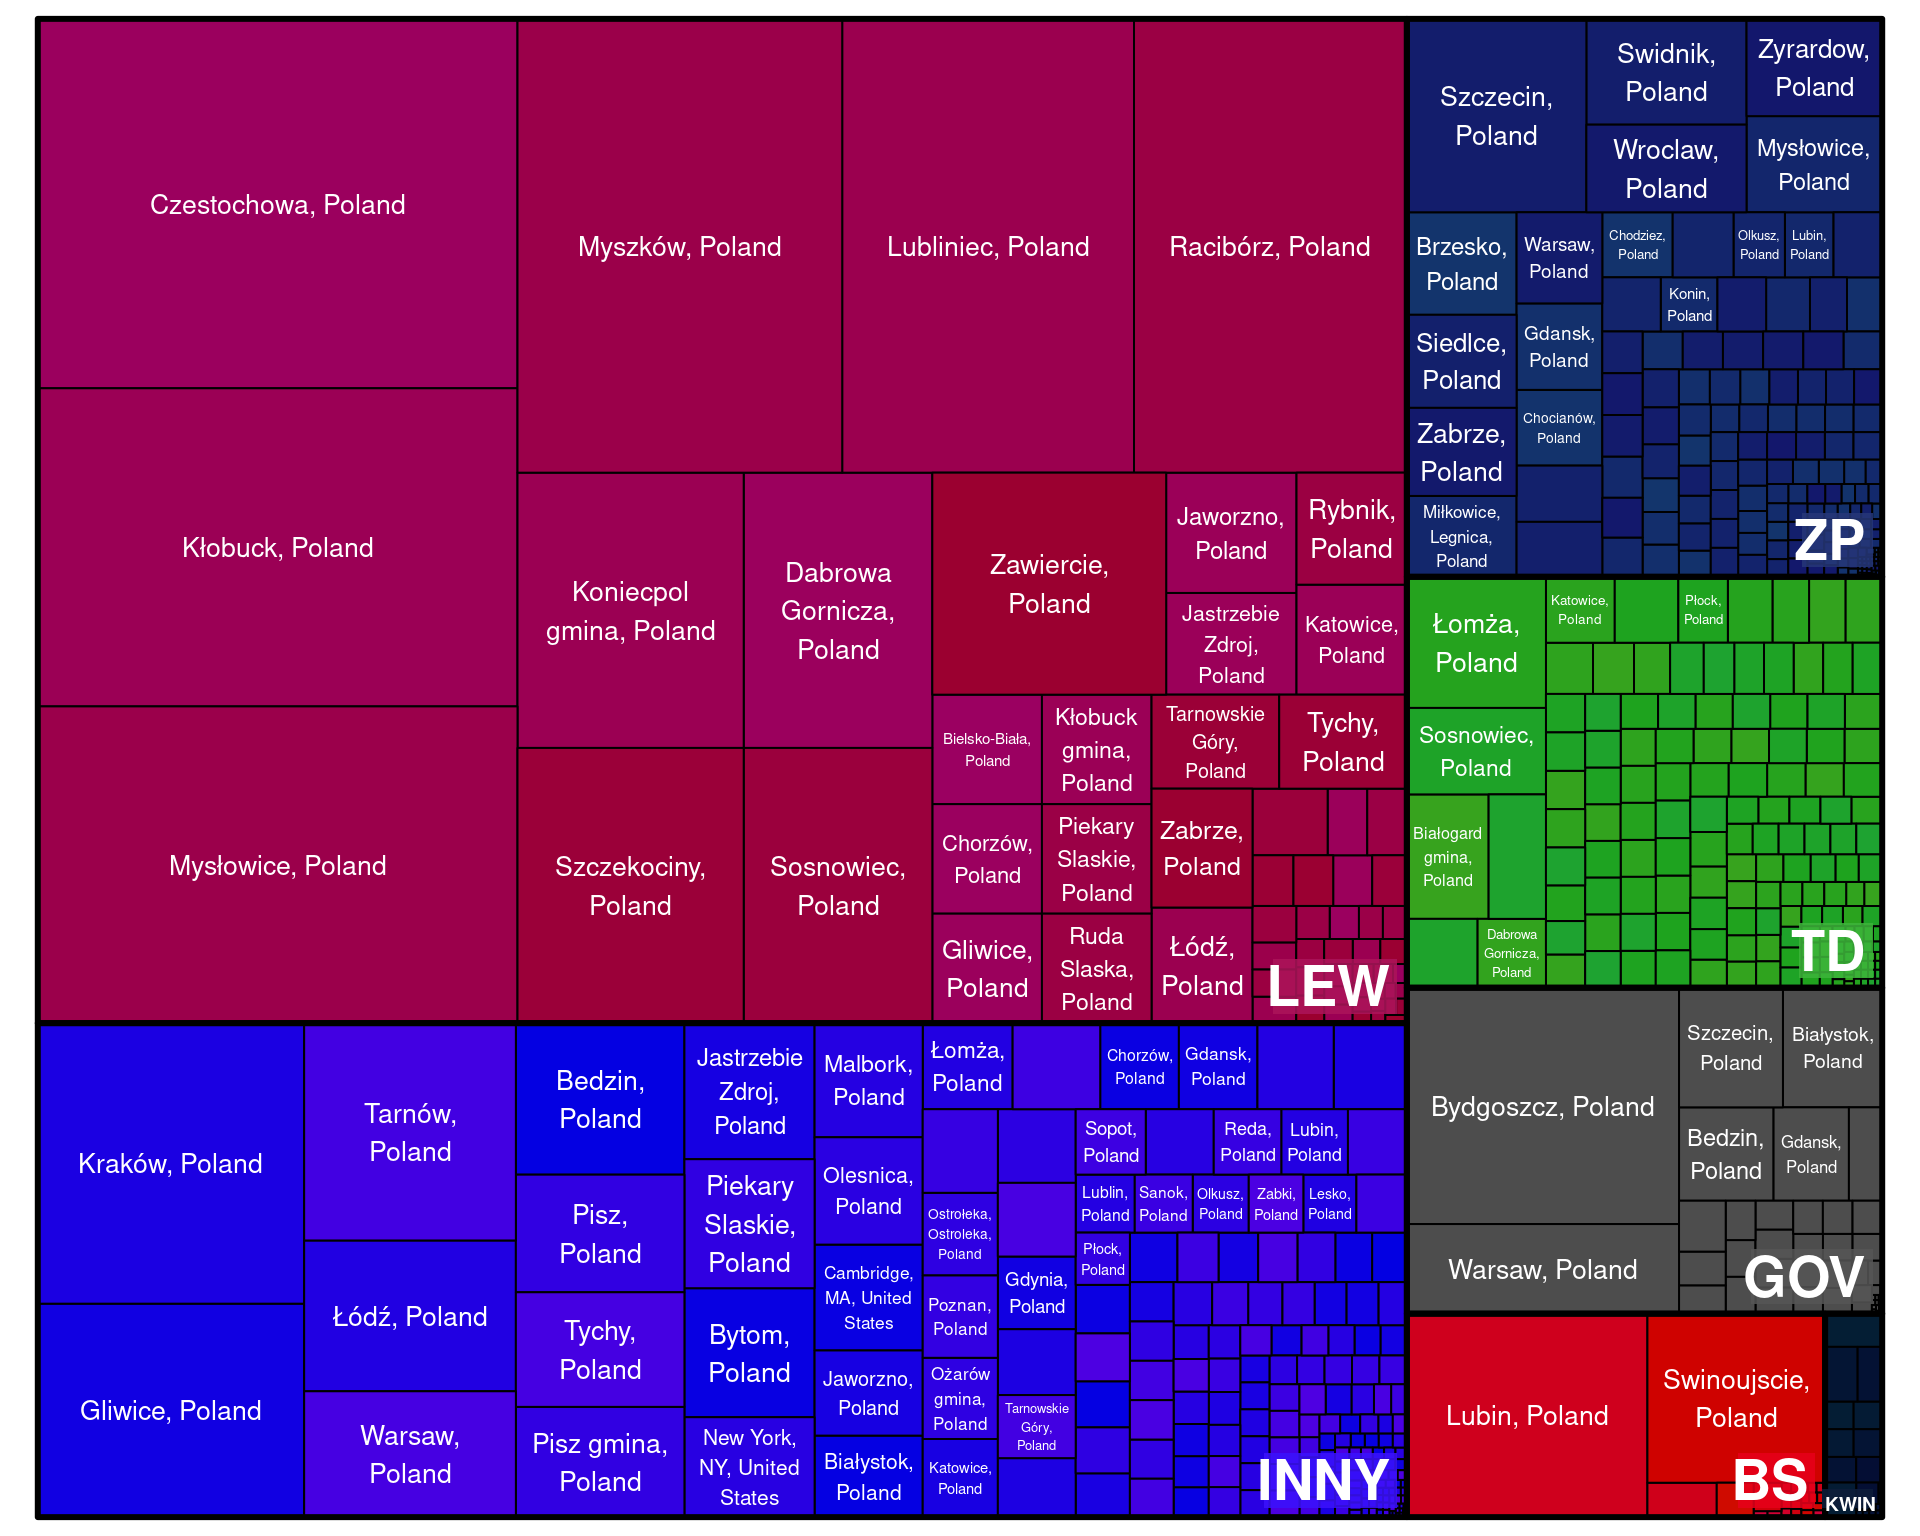 Czestochowa, Poland
Kłobuck, Poland
Mysłowice, Poland
Myszków, Poland
Lubliniec, Poland
Racibórz, Poland
Koniecpol
gmina, Poland
Dabrowa
Gornicza,
Poland
Szczekociny,
Poland
Sosnowiec,
Poland
Zawiercie,
Poland
Jaworzno,
Poland
Jastrzebie
Zdroj,
Poland
Rybnik,
Poland
Katowice,
Poland
Bielsko-Biała,
Poland
Kłobuck
gmina,
Poland
Chorzów,
Poland
Piekary
Slaskie,
Poland
Gliwice,
Poland
Ruda
Slaska,
Poland
Tarnowskie
Góry,
Poland
Tychy,
Poland
Zabrze,
Poland
Łódź,
Poland
LEW
Kraków, Poland
Gliwice, Poland
Tarnów,
Poland
Łódź, Poland
Warsaw,
Poland
Bedzin,
Poland
Pisz,
Poland
Tychy,
Poland
Pisz gmina,
Poland
Jastrzebie
Zdroj,
Poland
Piekary
Slaskie,
Poland
Bytom,
Poland
New York,
NY, United
States
Malbork,
Poland
Olesnica,
Poland
Cambridge,
MA, United
States
Jaworzno,
Poland
Białystok,
Poland
Łomża,
Poland
Chorzów,
Poland
Gdansk,
Poland
Ostrołeka,
Ostroleka,
Poland
Poznan,
Poland
Ożarów
gmina,
Poland
Katowice,
Poland
Gdynia,
Poland
Tarnowskie
Góry,
Poland
Sopot,
Poland
Reda,
Poland
Lubin,
Poland
Lublin,
Poland
Sanok,
Poland
Olkusz,
Poland
Zabki,
Poland
Lesko,
Poland
Płock,
Poland
INNY
Szczecin,
Poland
Swidnik,
Poland
Zyrardow,
Poland
Wroclaw,
Poland
Mysłowice,
Poland
Brzesko,
Poland
Siedlce,
Poland
Zabrze,
Poland
Miłkowice,
Legnica,
Poland
Warsaw,
Poland
Gdansk,
Poland
Chocianów,
Poland
Chodziez,
Poland
Olkusz,
Poland
Lubin,
Poland
Konin,
Poland
ZP
Łomża,
Poland
Sosnowiec,
Poland
Białogard
gmina,
Poland
Dabrowa
Gornicza,
Poland
Katowice,
Poland
Płock,
Poland
TD
Bydgoszcz, Poland
Warsaw, Poland
Szczecin,
Poland
Białystok,
Poland
Bedzin,
Poland
Gdansk,
Poland
GOV
Lubin, Poland
Swinoujscie,
Poland
BS
KWIN